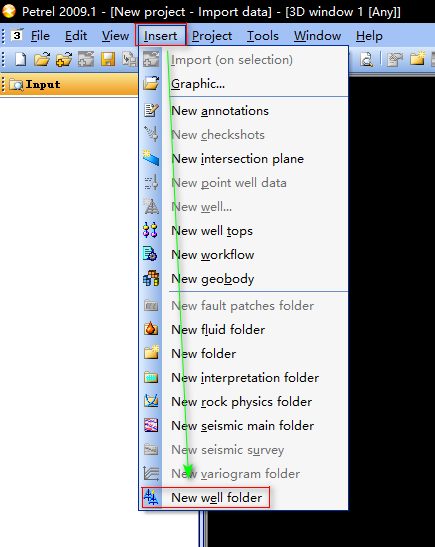 Petrel 2009.1 - [New project - Import data] - [3D window 1 [Any]]
3 File Edit View Insert Project Tools Window Help
Input
Import (on selection)
Graphic...
New annotations
New checkshots
New intersection plane
New point well data
New well...
New well tops
New workflow
New geobody
New fault patches folder
New fluid folder
New folder
New interpretation folder
New rock physics folder
New seismic main folder
New seismic survey
New variogram folder
New well folder